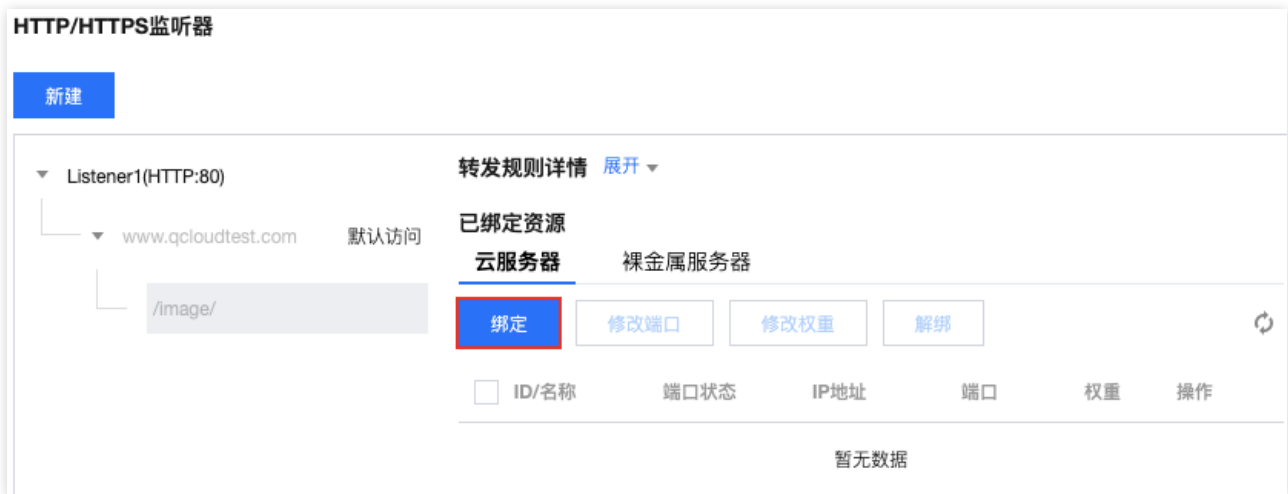 HTTP/HTTPS监听器
新建
Listener1(HTTP:80)
www.qcloudtest.com 默认访问
/image/
转发规则详情 展开
已绑定资源
云服务器 裸金属服务器
绑定 修改端口 修改权重 解绑
ID/名称 端口状态 IP地址 端口 权重 操作
暂无数据